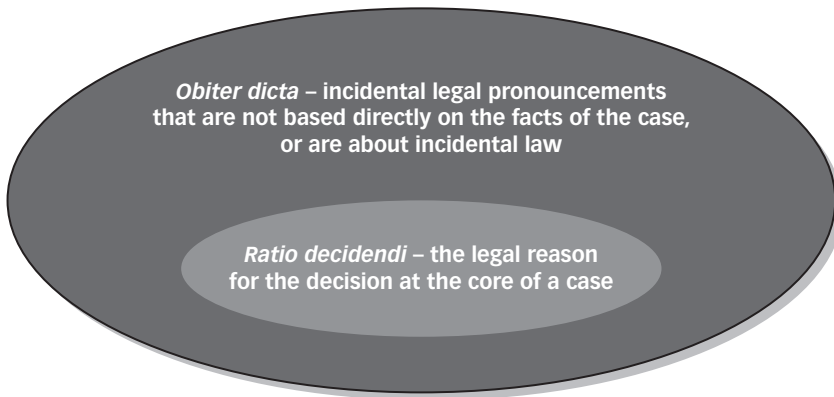 Obiter dicta – incidental legal pronouncements
that are not based directly on the facts of the case,
or are about incidental law
Ratio decidendi – the legal reason
for the decision at the core of a case